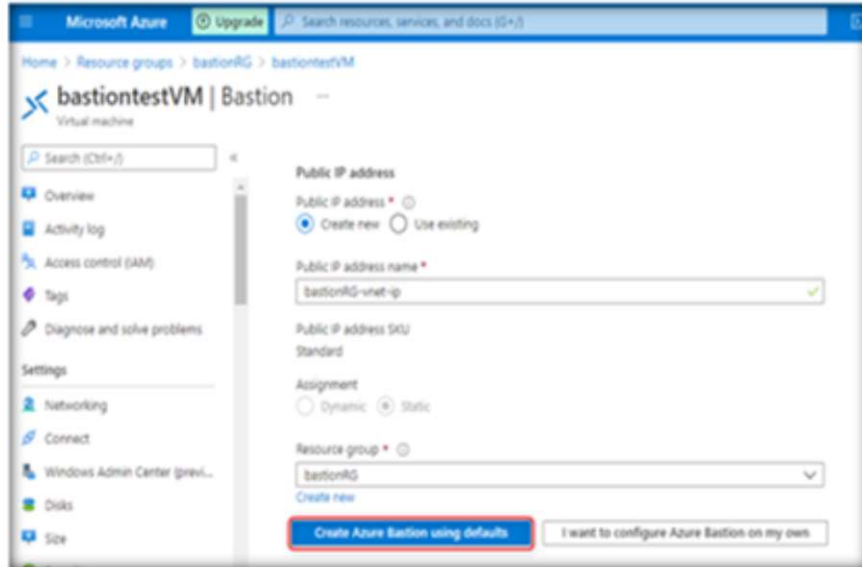 Microsoft Azure
Upgrade
Search resources, services, and docs (G+/)
Home > Resource groups > bastionRG > bastiontestVM
bastiontestVM | Bastion ...
Virtual machine
Search (Ctrl+/)
«
Overview
Activity log
Access control (IAM)
Tags
Diagnose and solve problems
Settings
Networking
Connect
Windows Admin Center (previ...
Disks
Size
Public IP address
Public IP address *
Create new
Use existing
Public IP address name *
bastionRG-vnet-ip
Public IP address SKU
Standard
Assignment
Dynamic
Static
Resource group *
bastionRG
Create new
Create Azure Bastion using defaults
I want to configure Azure Bastion on my own